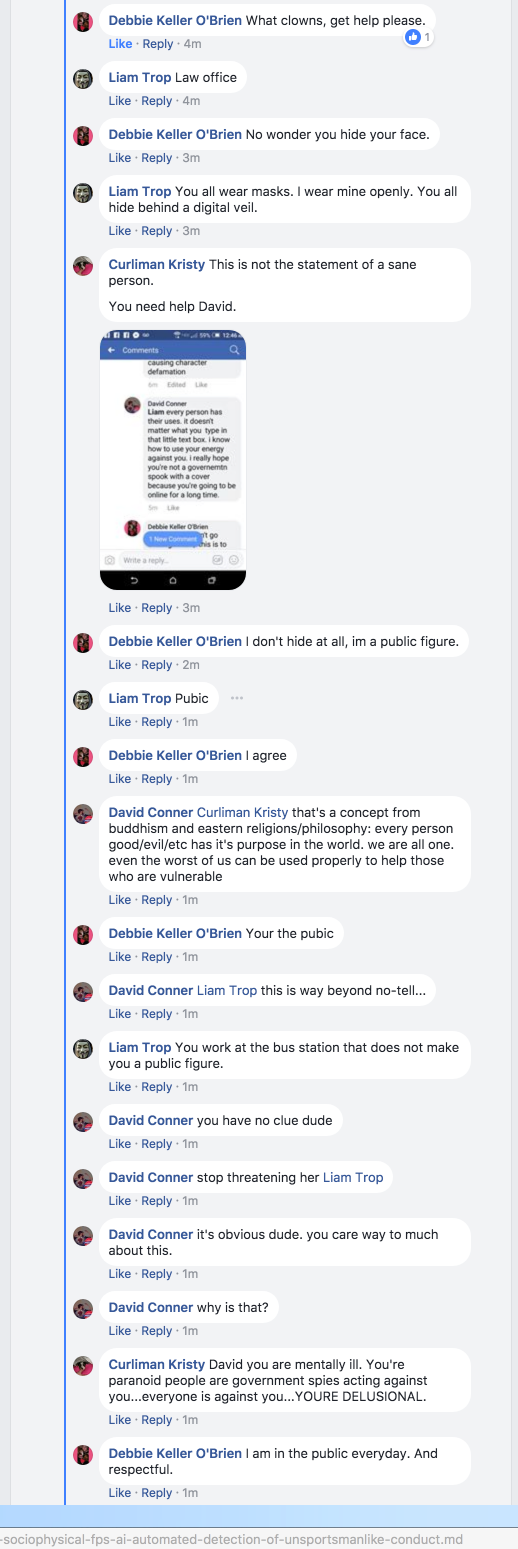 Debbie Keller O'Brien What clowns, get help please.
1
Like · Reply · 4m
Liam Trop Law office
Like · Reply · 4m
Debbie Keller O'Brien No wonder you hide your face.
Like · Reply · 3m
Liam Trop You all wear masks. I wear mine openly. You all
hide behind a digital veil.
Like · Reply · 3m
Curliman Kristy This is not the statement of a sane
person.
You need help David.
59% 12:46
Comments
causing character
defamation
6m Edited Like
David Conner
Liam every person has
their uses. it doesn't
matter what you type in
that little text box. i know
how to use your energy
against you. i really hope
you're not a governemtn
spook with a cover
because you're going to be
online for a long time.
5m Like
Debbie Keller O'Brien
n't go
1 New Comment
this is to
Write a reply...
GIF
Like · Reply · 3m
Debbie Keller O'Brien I don't hide at all, im a public figure.
Like · Reply · 2m
Liam Trop Pubic
Like · Reply · 1m
Debbie Keller O'Brien I agree
Like · Reply · 1m
David Conner Curliman Kristy that's a concept from
buddhism and eastern religions/philosophy: every person
good/evil/etc has it's purpose in the world. we are all one.
even the worst of us can be used properly to help those
who are vulnerable
Like · Reply · 1m
Debbie Keller O'Brien Your the pubic
Like · Reply · 1m
David Conner Liam Trop this is way beyond no-tell...
Like · Reply · 1m
Liam Trop You work at the bus station that does not make
you a public figure.
Like · Reply · 1m
David Conner you have no clue dude
Like · Reply · 1m
David Conner stop threatening her Liam Trop
Like · Reply · 1m
David Conner it's obvious dude. you care way to much
about this.
Like · Reply · 1m
David Conner why is that?
Like · Reply · 1m
Curliman Kristy David you are mentally ill. You're
paranoid people are government spies acting against
you...everyone is against you...YOURE DELUSIONAL.
Like · Reply · 1m
Debbie Keller O'Brien I am in the public everyday. And
respectful.
Like · Reply · 1m
-sociophysical-fps-ai-automated-detection-of-unsportsmanlike-conduct.md